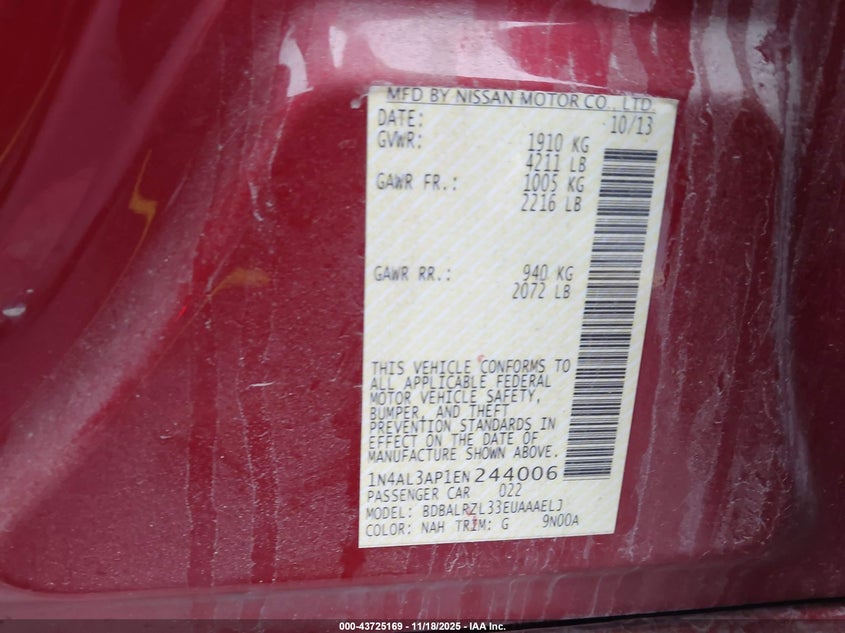 MFD BY NISSAN MOTOR CO., LTD.
DATE: 10/13
GVWR: 1910 KG
4211 LB
GAWR FR.: 1005 KG
2216 LB
GAWR RR.: 940 KG
2072 LB
THIS VEHICLE CONFORMS TO
ALL APPLICABLE FEDERAL
MOTOR VEHICLE SAFETY,
BUMPER, AND THEFT
PREVENTION STANDARDS IN
EFFECT ON THE DATE OF
MANUFACTURE SHOWN ABOVE.
1N4AL3AP1EN244006
PASSENGER CAR 022
MODEL: BDBALRZL33EUAAAELJ
COLOR: NAH TRIM: G 9N00A
000-43725169 - 11/18/2025 - IAA Inc.